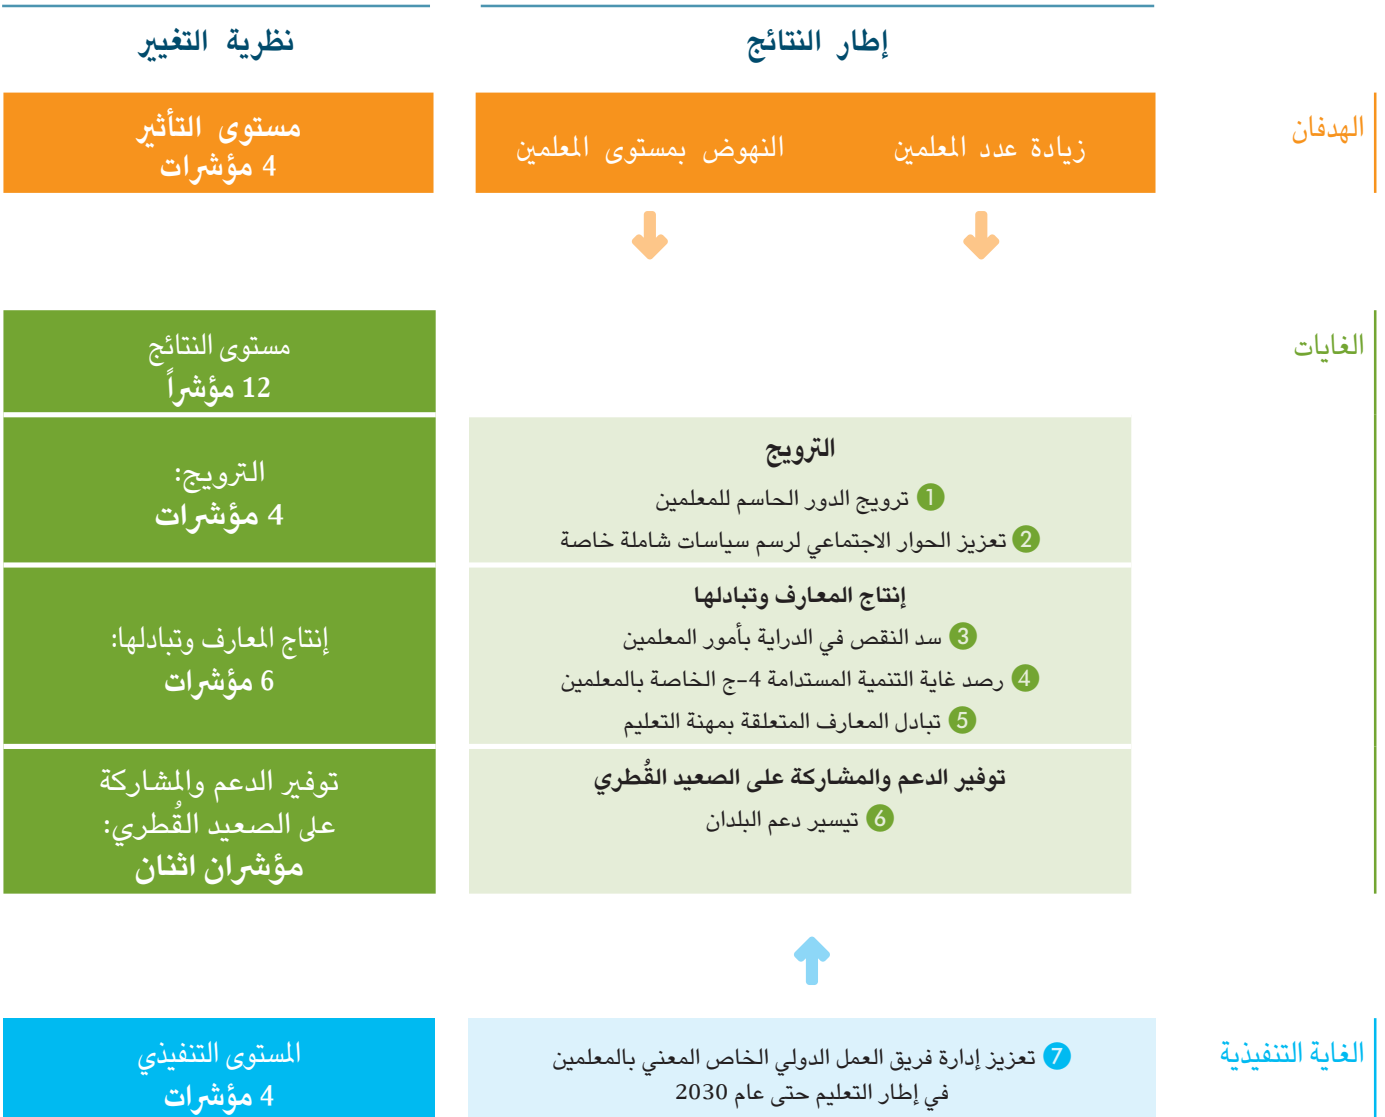 إطار النتائج
نظرية التغيير
الهدفان
زيادة عدد المعلمين
النهوض بمستوى المعلمين
مستوى التأثير
4 مؤشرات
الغايات
مستوى النتائج
12 مؤشراً
الترويج
1 ترويج الدور الحاسم للمعلمين
2 تعزيز الحوار الاجتماعي لرسم سياسات شاملة خاصة
الترويج:
4 مؤشرات
إنتاج المعارف وتبادلها
3 سد النقص في الدراية بأمور المعلمين
4 رصد غاية التنمية المستدامة 4-ج الخاصة بالمعلمين
5 تبادل المعارف المتعلقة بمهنة التعليم
إنتاج المعارف وتبادلها:
6 مؤشرات
توفير الدعم والمشاركة على الصعيد القُطري
6 تيسير دعم البلدان
توفير الدعم والمشاركة
على الصعيد القُطري:
مؤشران اثنان
الغاية التنفيذية
7 تعزيز إدارة فريق العمل الدولي الخاص المعني بالمعلمين
في إطار التعليم حتى عام 2030
المستوى التنفيذي
4 مؤشرات